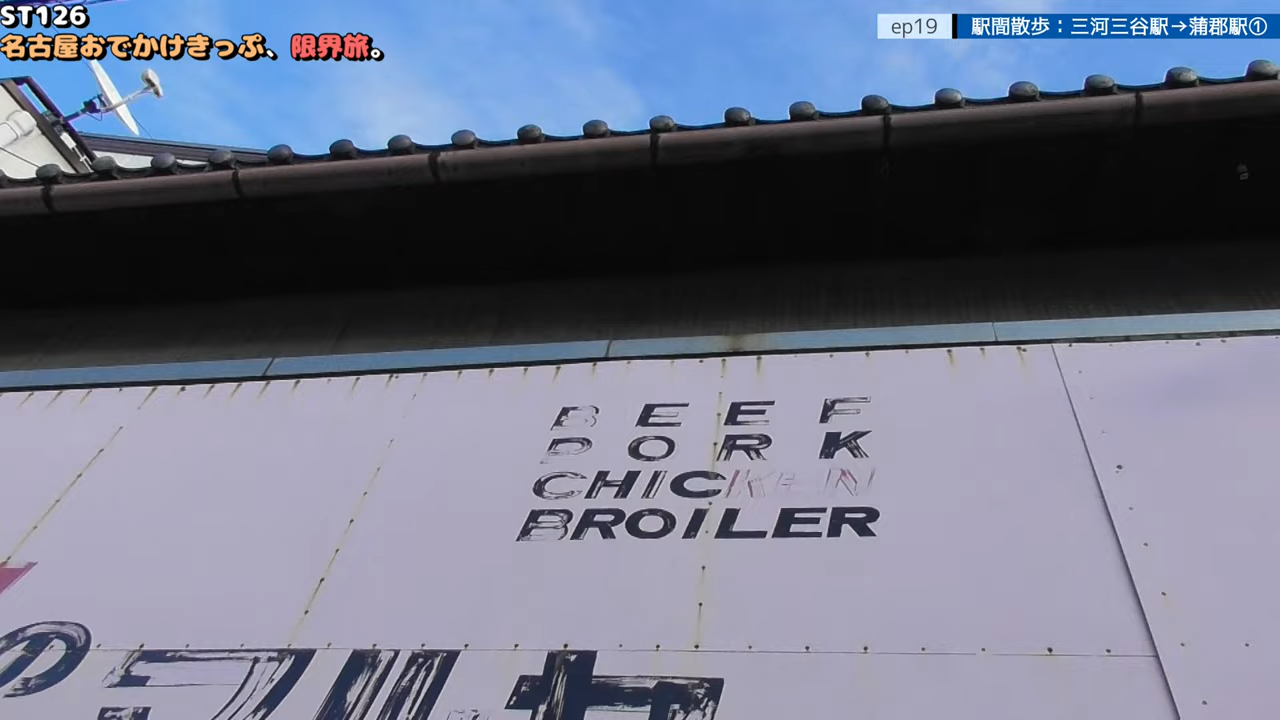 ST126
名古屋おでかけきっぷ、限界旅。
ep19 駅間散歩：三河三谷駅→蒲郡駅①
BEEF
PORK
CHICKEN
BROILER
の